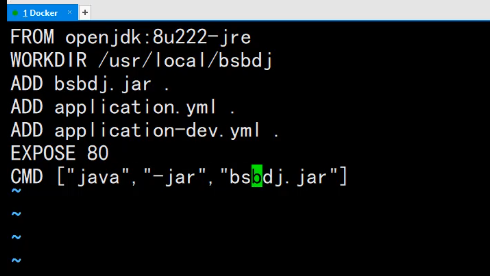 1 Docker × +
FROM openjdk:8u222-jre
WORKDIR /usr/local/bsbdj
ADD bsbdj.jar .
ADD application.yml .
ADD application-dev.yml .
EXPOSE 80
CMD ["java","-jar","bsbdj.jar"]
~
~
~
~